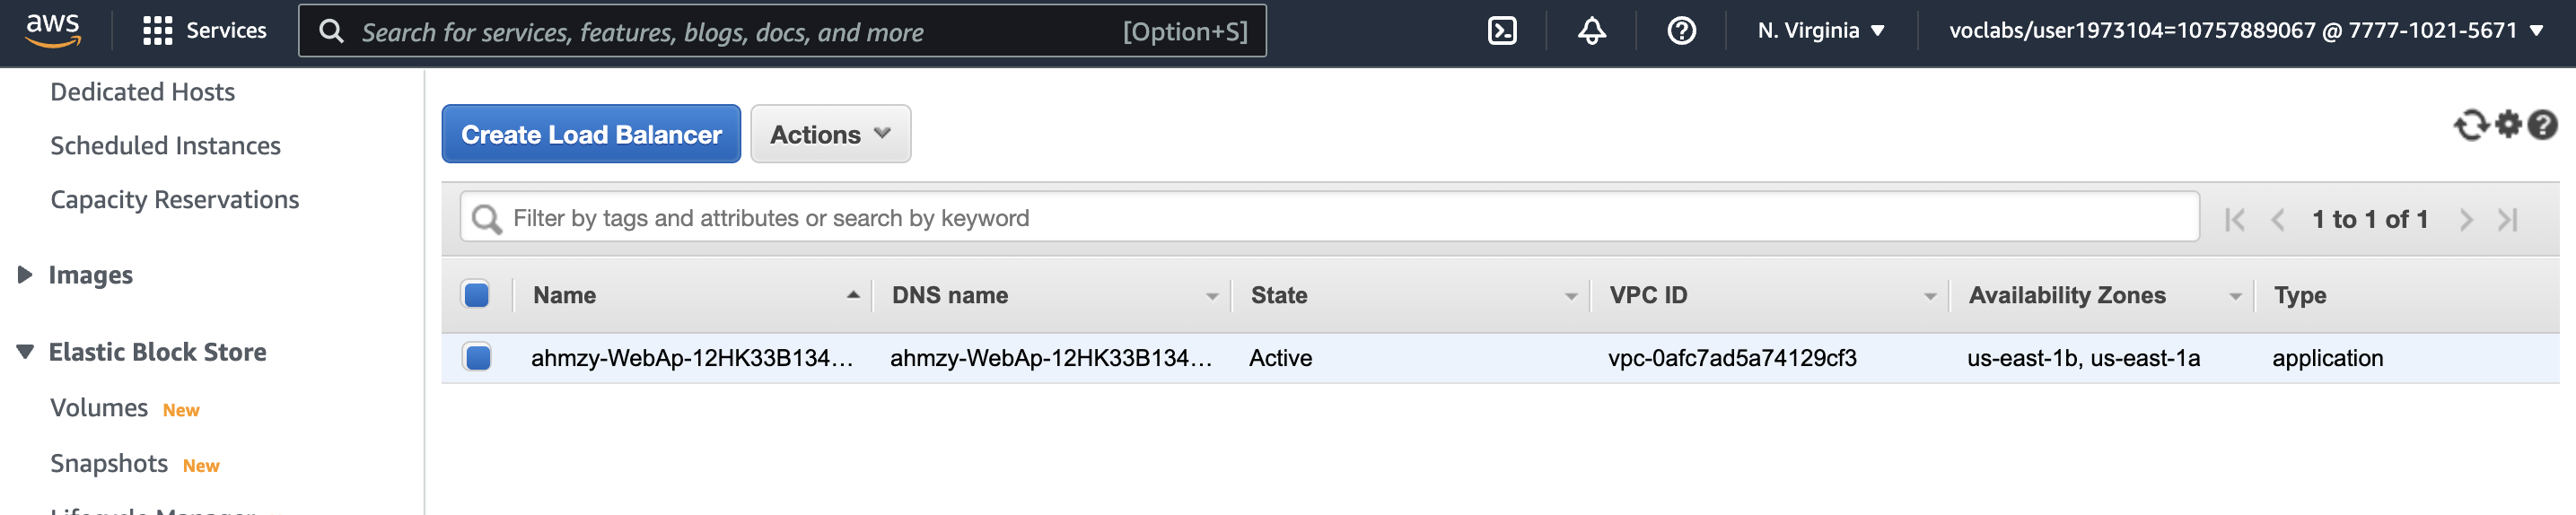 aws Services Search for services, features, blogs, docs, and more [Option+S] N. Virginia voclabs/user1973104=10757889067 @ 7777-1021-5671
Dedicated Hosts
Scheduled Instances
Capacity Reservations
Images
Elastic Block Store
Volumes New
Snapshots New
Lifecycle Manager
Create Load Balancer Actions
Filter by tags and attributes or search by keyword 1 to 1 of 1
Name DNS name State VPC ID Availability Zones Type
ahmzy-WebAp-12HK33B134... ahmzy-WebAp-12HK33B134... Active vpc-0afc7ad5a74129cf3 us-east-1b, us-east-1a application